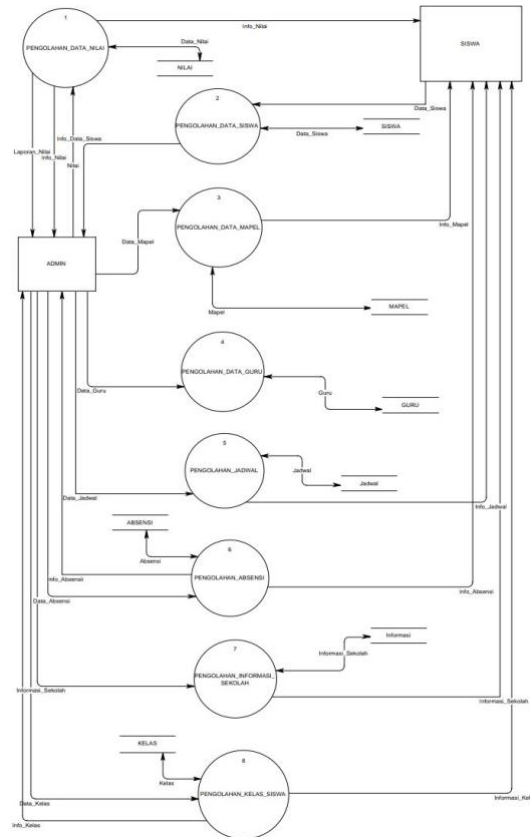 1
PENGOLAHAN_DATA_NILAI
Info_Nilai
Data_Nilai
NILAI
SISWA
2
PENGOLAHAN_DATA_SISWA
Data_Siswa
Data_Siswa
SISWA
Info_Data_Siswa
Laporan_Nilai
Info_Nilai
Nilai
3
PENGOLAHAN_DATA_MAPEL
Data_Mapel
Info_Mapel
ADMIN
Mapel
MAPEL
4
PENGOLAHAN_DATA_GURU
Data_Guru
Guru
GURU
5
PENGOLAHAN_JADWAL
Data_Jadwal
Jadwal
Jadwal
Info_Jadwal
ABSENSI
Absensi
6
PENGOLAHAN_ABSENSI
Info_Absensi
Data_Absensi
Info_Absensi
7
PENGOLAHAN_INFORMASI_
SEKOLAH
Informasi_Sekolah
Informasi
Informasi_Sekolah
Informasi_Sekolah
KELAS
Kelas
8
PENGOLAHAN_KELAS_SISWA
Data_Kelas
Info_Kelas